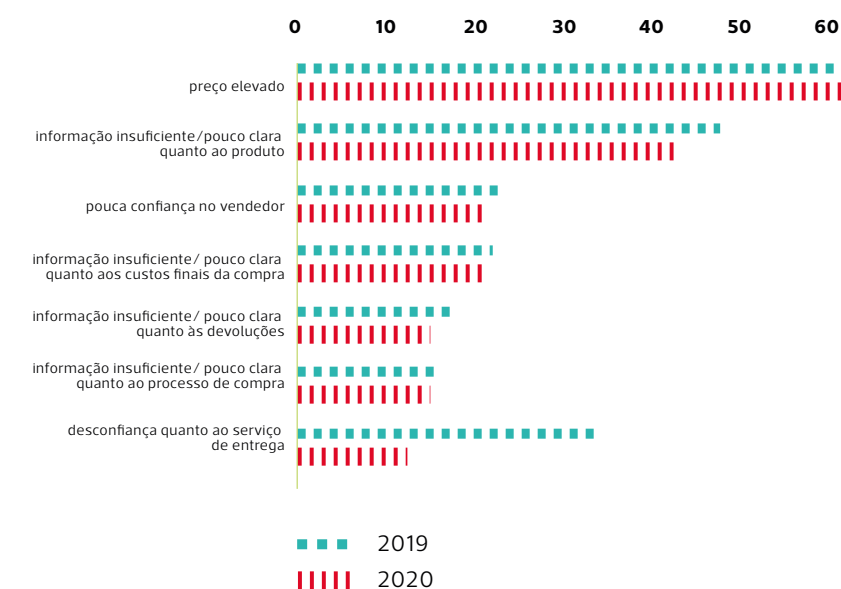 0 10 20 30 40 50 60
preço elevado
informação insuficiente/pouco clara
quanto ao produto
pouca confiança no vendedor
informação insuficiente/ pouco clara
quanto aos custos finais da compra
informação insuficiente/ pouco clara
quanto às devoluções
informação insuficiente/ pouco clara
quanto ao processo de compra
desconfiança quanto ao serviço
de entrega
2019
2020